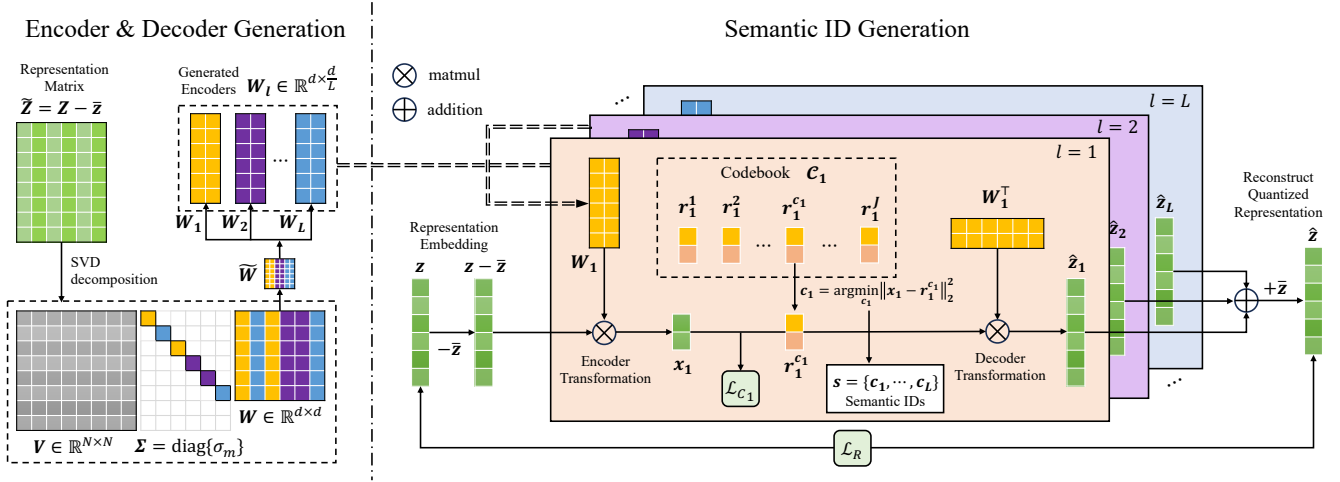 Encoder & Decoder Generation
Representation
Matrix
Z̃ = Z − z̄
Generated
Encoders
W_l ∈ ℝ^{d×d/L}
...
W_1
W_2
W_L
SVD
decomposition
W̃
V ∈ ℝ^{N×N}
Σ = diag{σ_m}
W ∈ ℝ^{d×d}
Semantic ID Generation
matmul
addition
...
l = L
l = 2
l = 1
Codebook C_1
r_1^1
r_1^2
r_1^{c_1}
r_1^J
...
...
W_1
W_1^⊤
c_1 = argmin_{c_1} ‖x_1 − r_1^{c_1}‖_2^2
Representation
Embedding
z
z − z̄
−z̄
Encoder
Transformation
x_1
r_1^{c_1}
L_{C_1}
s = {c_1, ⋯, c_L}
Semantic IDs
Decoder
Transformation
ẑ_1
ẑ_2
ẑ_L
...
+z̄
Reconstruct
Quantized
Representation
ẑ
L_R